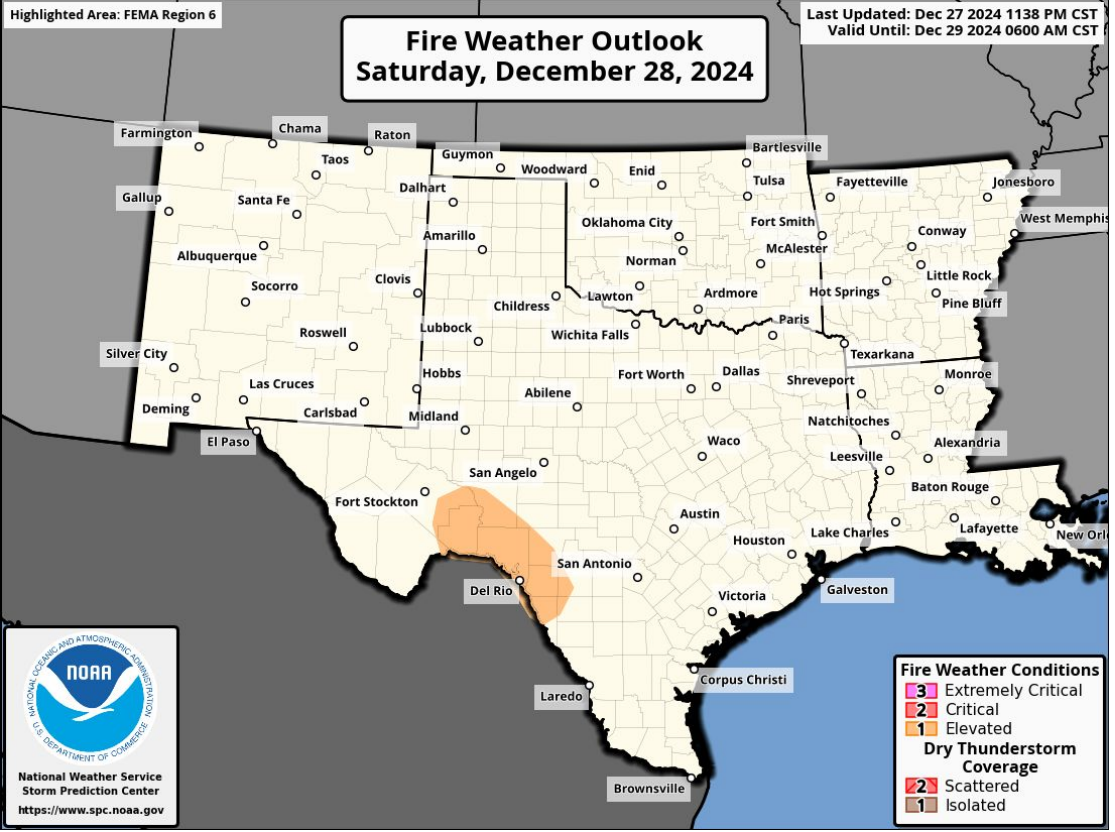 Highlighted Area: FEMA Region 6
Last Updated: Dec 27 2024 1138 PM CST
Valid Until: Dec 29 2024 0600 AM CST
Fire Weather Outlook
Saturday, December 28, 2024
Farmington
Chama
Raton
Taos
Guymon
Woodward
Enid
Bartlesville
Tulsa
Fayetteville
Jonesboro
Gallup
Santa Fe
Dalhart
Oklahoma City
Fort Smith
West Memphis
Albuquerque
Amarillo
Norman
McAlester
Conway
Socorro
Clovis
Childress
Lawton
Ardmore
Hot Springs
Little Rock
Pine Bluff
Roswell
Lubbock
Wichita Falls
Paris
Texarkana
Silver City
Las Cruces
Hobbs
Fort Worth
Dallas
Shreveport
Monroe
Deming
Carlsbad
Midland
Abilene
Natchitoches
El Paso
San Angelo
Waco
Leesville
Alexandria
Fort Stockton
Austin
Baton Rouge
Houston
Lake Charles
Lafayette
New Orl
San Antonio
Del Rio
Victoria
Galveston
Laredo
Corpus Christi
Brownsville
NATIONAL OCEANIC AND ATMOSPHERIC ADMINISTRATION
NOAA
U.S. DEPARTMENT OF COMMERCE
National Weather Service
Storm Prediction Center
https://www.spc.noaa.gov
Fire Weather Conditions
3 Extremely Critical
2 Critical
1 Elevated
Dry Thunderstorm
Coverage
2 Scattered
1 Isolated